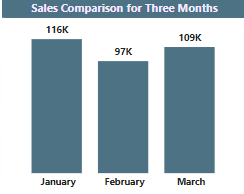 Sales Comparison for Three Months
116K
97K
109K
January February March